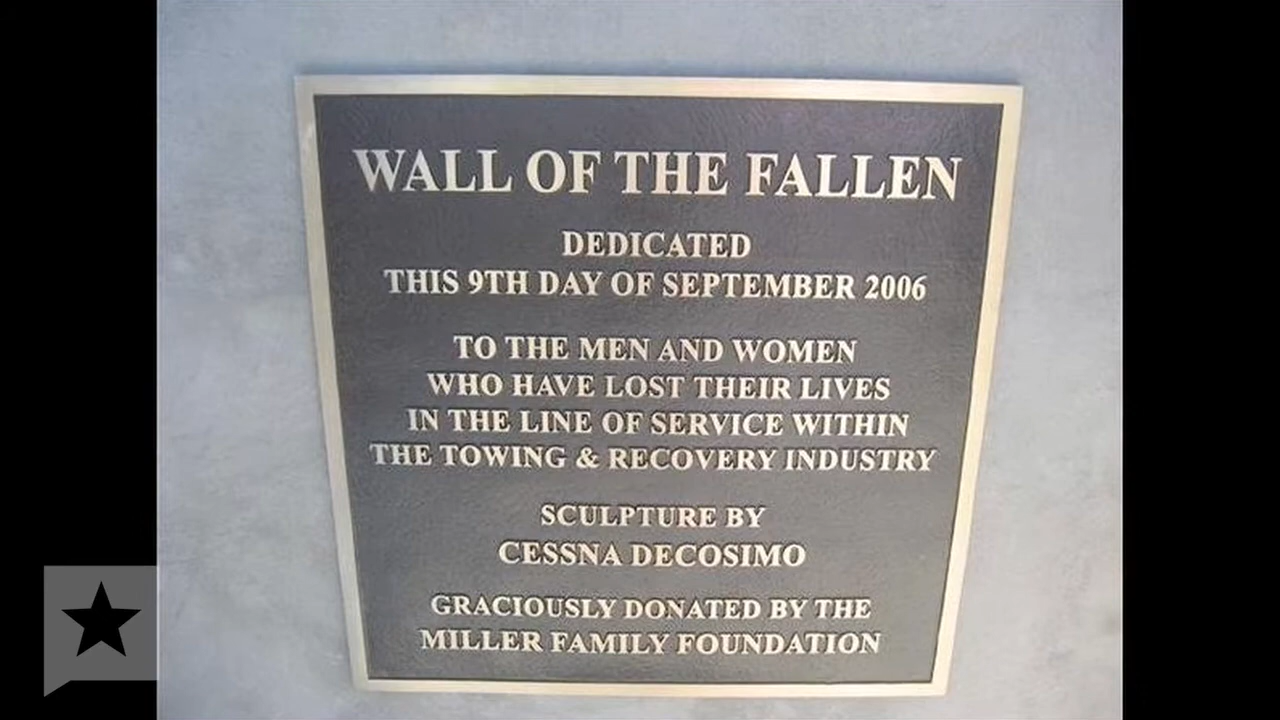 WALL OF THE FALLEN
DEDICATED
THIS 9TH DAY OF SEPTEMBER 2006
TO THE MEN AND WOMEN
WHO HAVE LOST THEIR LIVES
IN THE LINE OF SERVICE WITHIN
THE TOWING & RECOVERY INDUSTRY
SCULPTURE BY
CESSNA DECOSIMO
GRACIOUSLY DONATED BY THE
MILLER FAMILY FOUNDATION